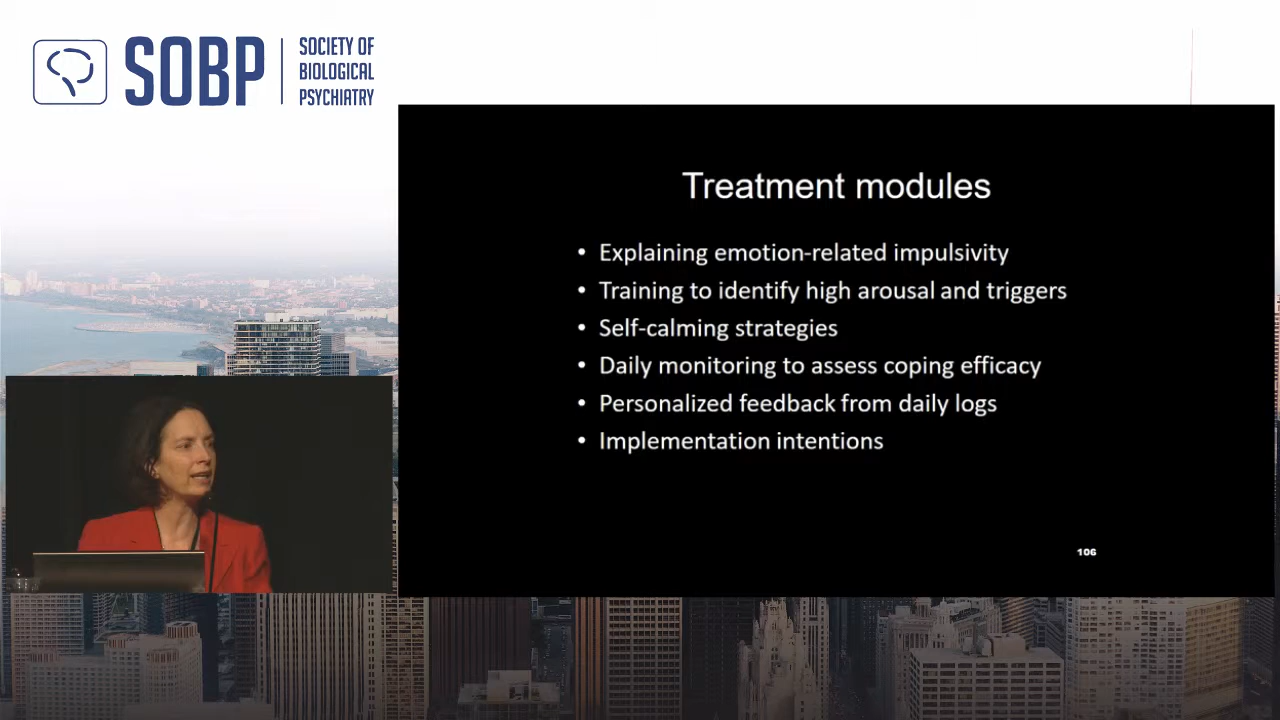 SOBP
SOCIETY OF
BIOLOGICAL
PSYCHIATRY
Treatment modules
• Explaining emotion-related impulsivity
• Training to identify high arousal and triggers
• Self-calming strategies
• Daily monitoring to assess coping efficacy
• Personalized feedback from daily logs
• Implementation intentions
106